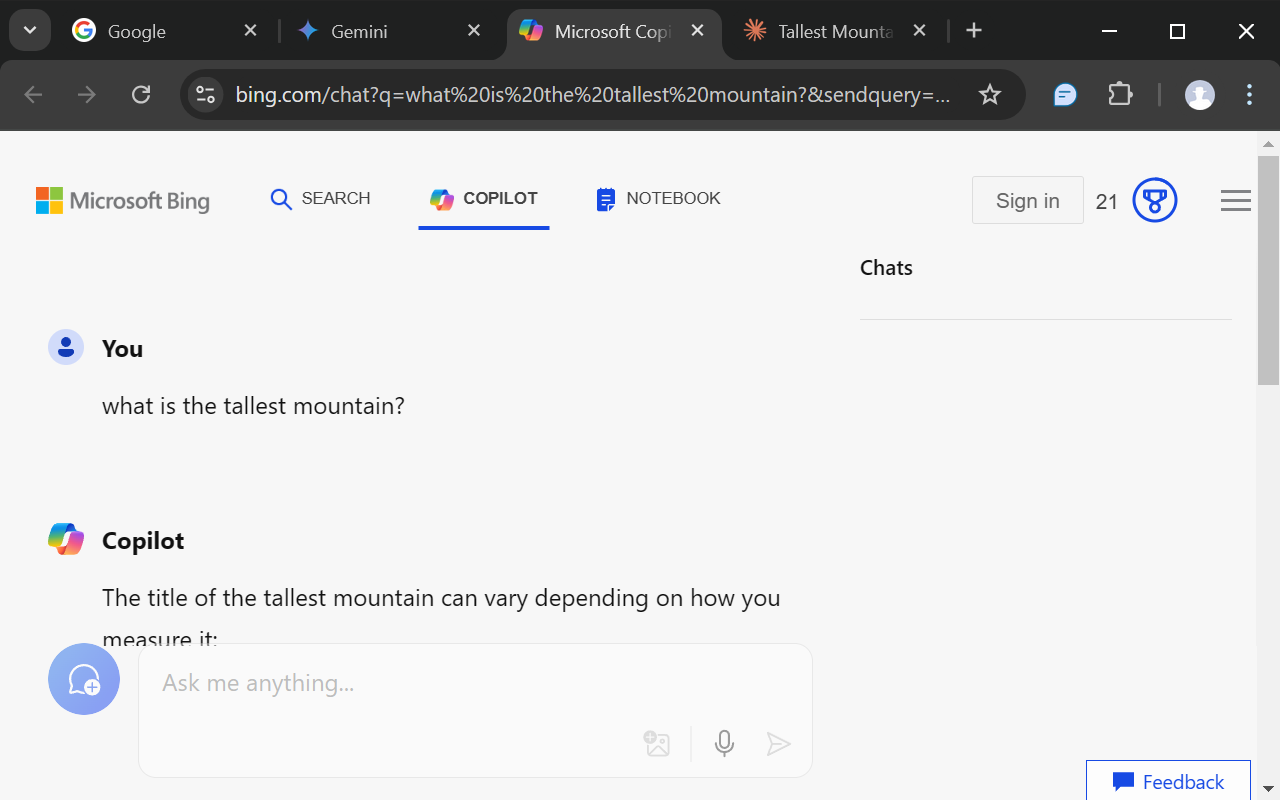 Google
Gemini
Microsoft Copi
Tallest Mounta
bing.com/chat?q=what%20is%20the%20tallest%20mountain?&sendquery=...
Microsoft Bing
SEARCH
COPILOT
NOTEBOOK
Sign in
21
Chats
You
what is the tallest mountain?
Copilot
The title of the tallest mountain can vary depending on how you
measure it:
Ask me anything...
Feedback